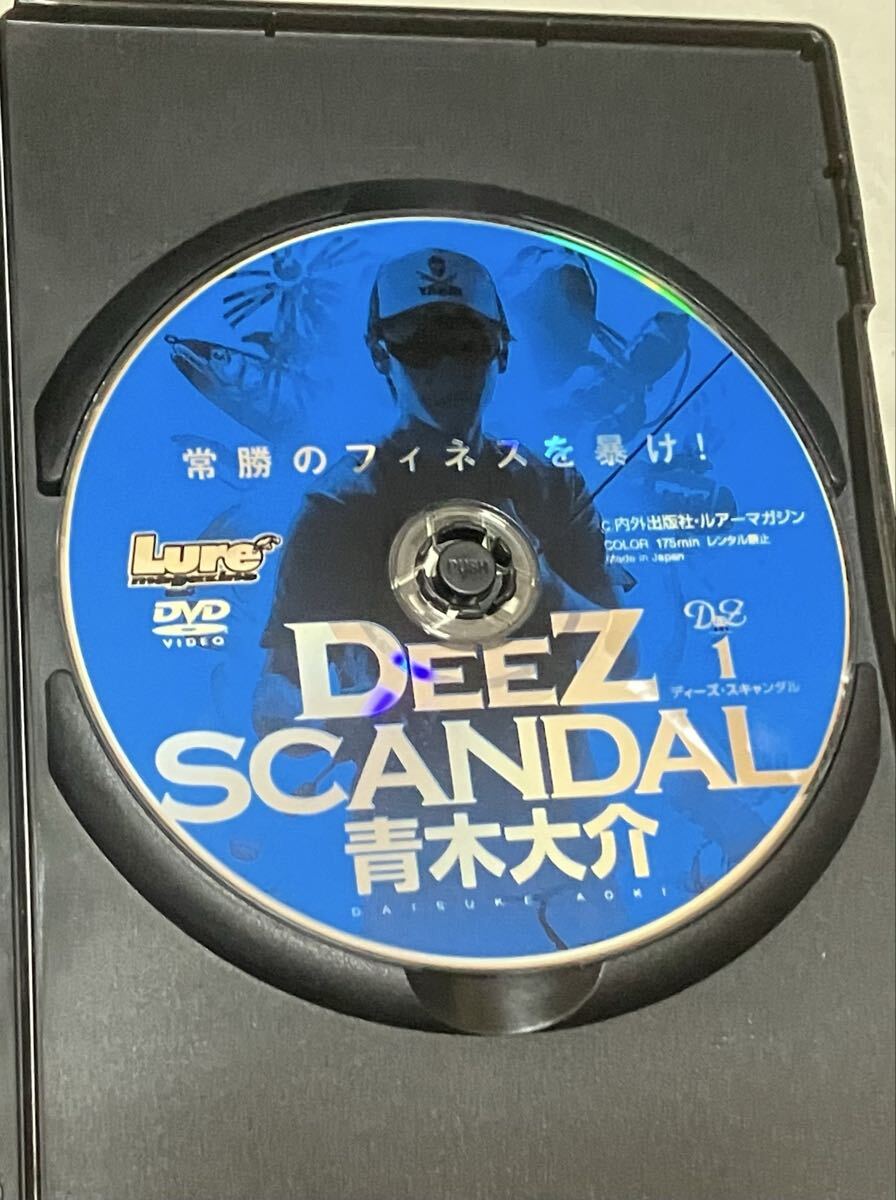 常勝のフィネスを暴け!
C 内外出版社・ルアーマガジン
COLOR 175min レンタル禁止
Made in Japan
Lure
magazine
DVD
VIDEO
PUSH
DEEZ
1
ディーズ・スキャンダル
SCANDAL
青木大介
DAISUKE AOKI